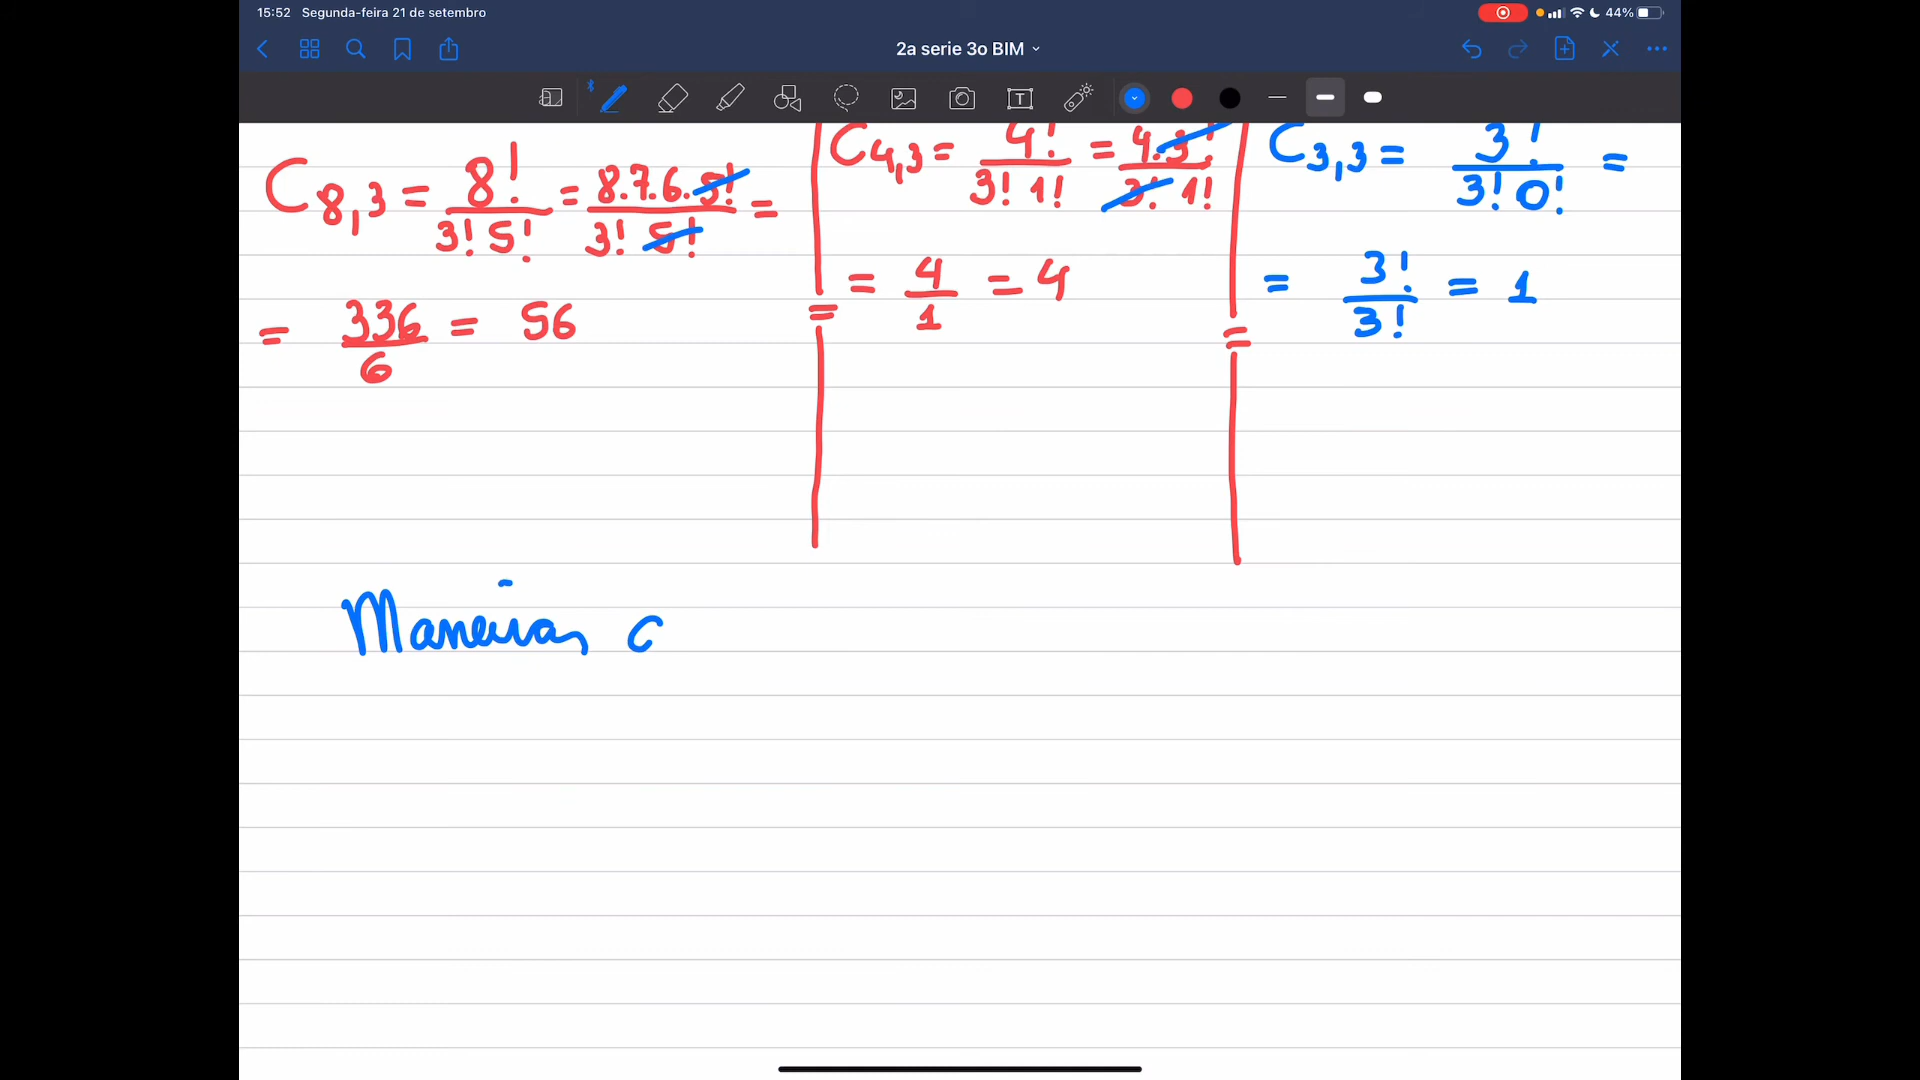 15:52 Segunda-feira 21 de setembro
44%
2a serie 3o BIM
T
C8,3 = 8! / 3! 5! = 8.7.6.5! / 3! 5! =
= 336 / 6 = 56
C4,3 = 4! / 3! 1! = 4.3! / 3! 1! =
= 4 / 1 = 4
C3,3 = 3! / 3! 0! =
= 3! / 3! = 1
Maneiras c